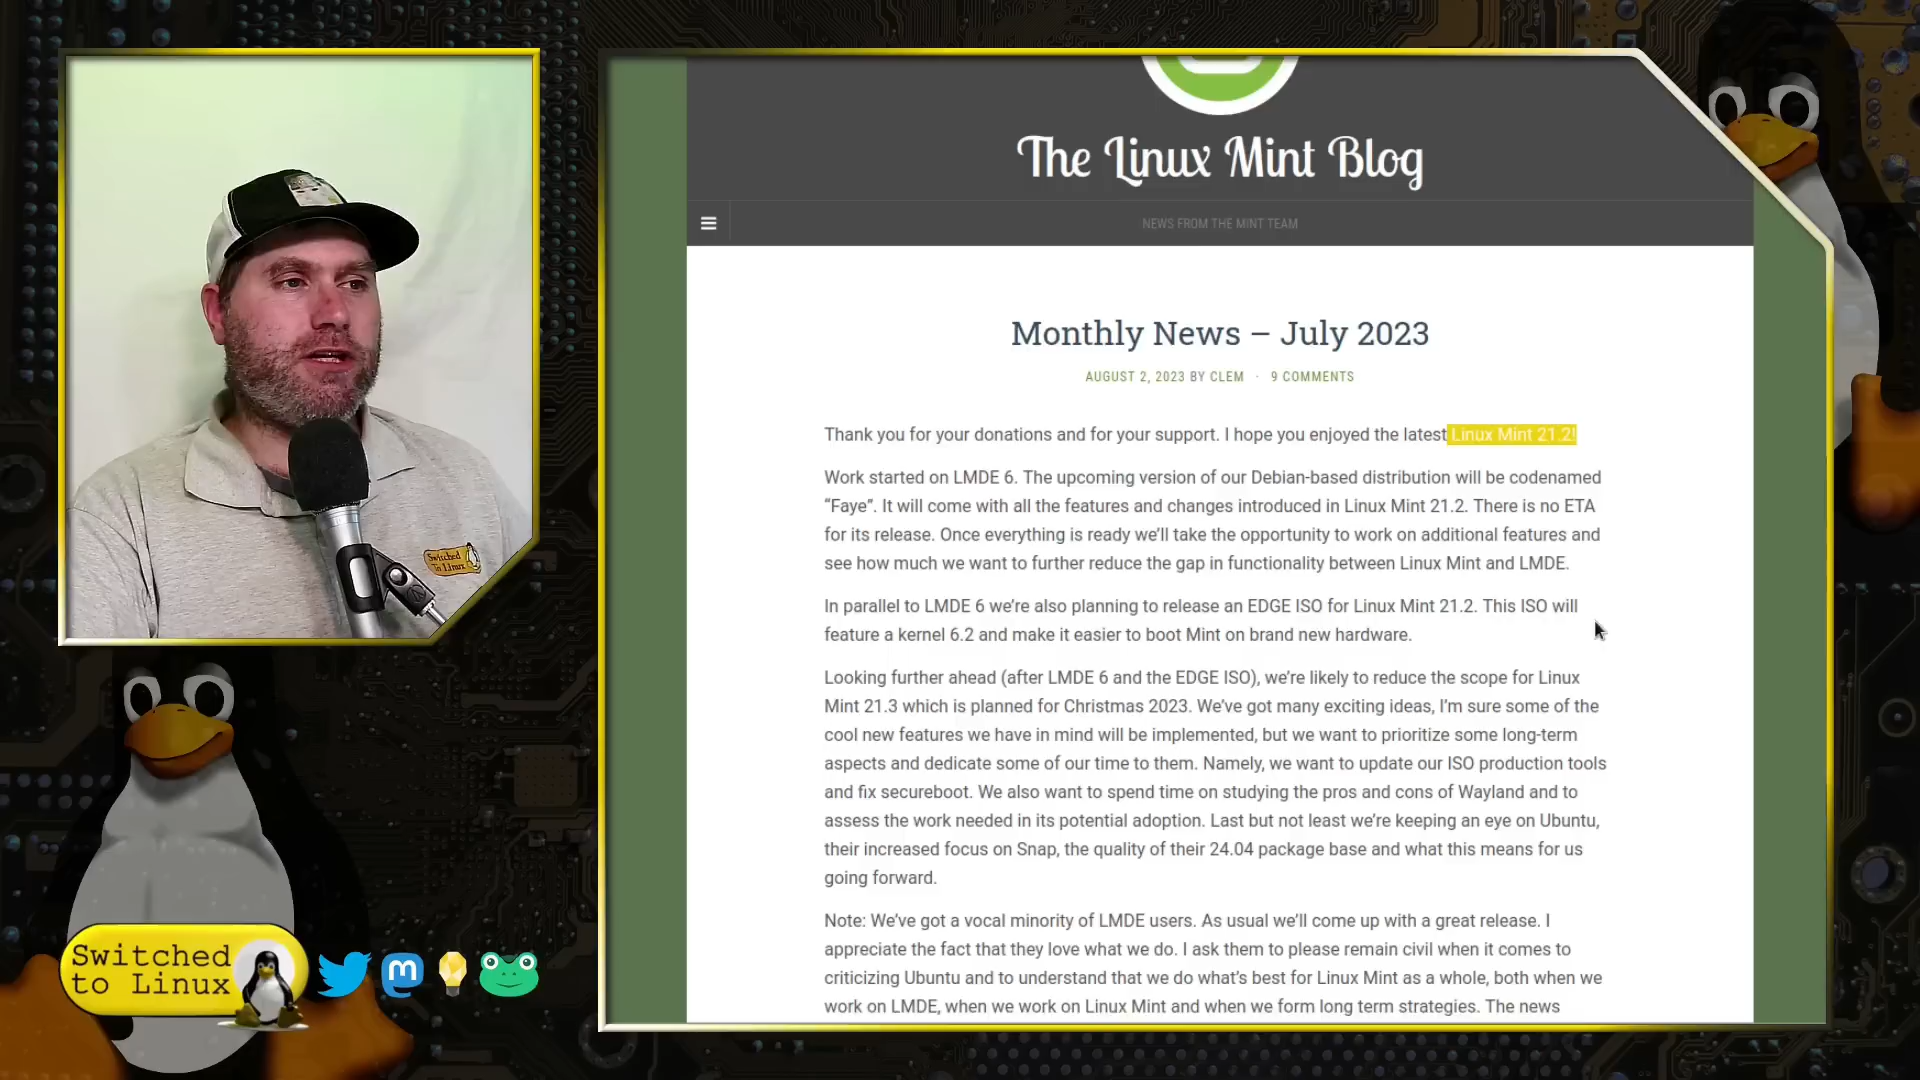 The Linux Mint Blog
NEWS FROM THE MINT TEAM
Monthly News – July 2023
AUGUST 2, 2023 BY CLEM · 9 COMMENTS
Thank you for your donations and for your support. I hope you enjoyed the latest Linux Mint 21.2!
Work started on LMDE 6. The upcoming version of our Debian-based distribution will be codenamed
“Faye”. It will come with all the features and changes introduced in Linux Mint 21.2. There is no ETA
for its release. Once everything is ready we’ll take the opportunity to work on additional features and
see how much we want to further reduce the gap in functionality between Linux Mint and LMDE.
In parallel to LMDE 6 we’re also planning to release an EDGE ISO for Linux Mint 21.2. This ISO will
feature a kernel 6.2 and make it easier to boot Mint on brand new hardware.
Looking further ahead (after LMDE 6 and the EDGE ISO), we’re likely to reduce the scope for Linux
Mint 21.3 which is planned for Christmas 2023. We’ve got many exciting ideas, I’m sure some of the
cool new features we have in mind will be implemented, but we want to prioritize some long-term
aspects and dedicate some of our time to them. Namely, we want to update our ISO production tools
and fix secureboot. We also want to spend time on studying the pros and cons of Wayland and to
assess the work needed in its potential adoption. Last but not least we’re keeping an eye on Ubuntu,
their increased focus on Snap, the quality of their 24.04 package base and what this means for us
going forward.
Note: We’ve got a vocal minority of LMDE users. As usual we’ll come up with a great release. I
appreciate the fact that they love what we do. I ask them to please remain civil when it comes to
criticizing Ubuntu and to understand that we do what’s best for Linux Mint as a whole, both when we
work on LMDE, when we work on Linux Mint and when we form long term strategies. The news
Switched
To Linux
Switched
to Linux